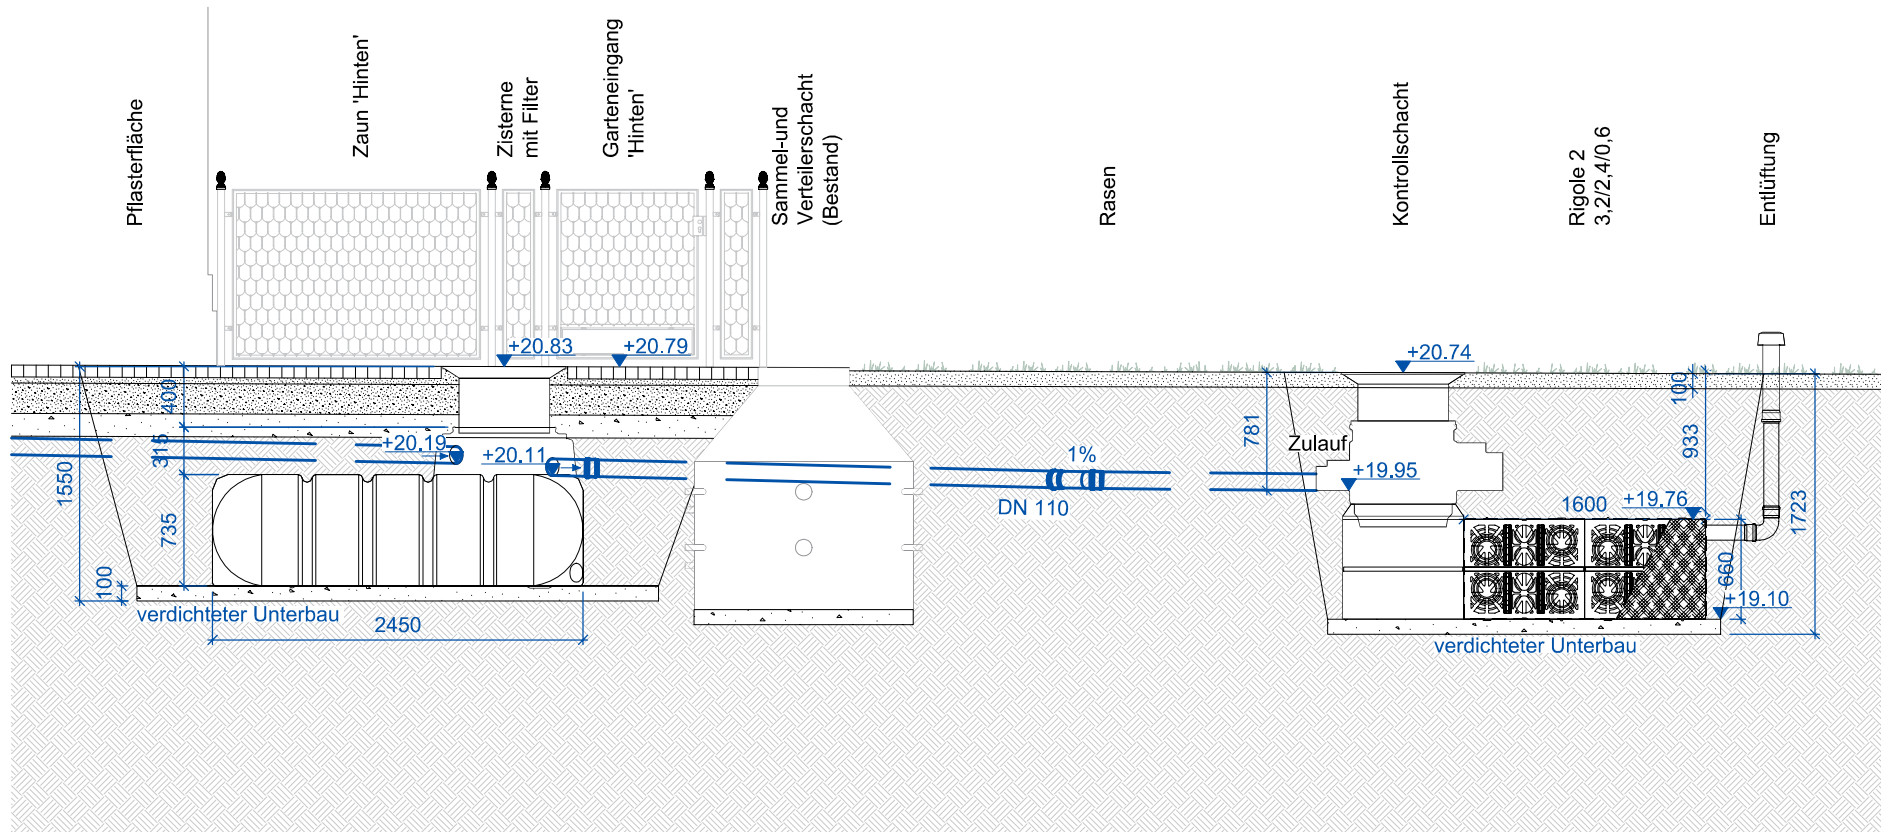 Pflasterfläche
Zaun 'Hinten'
Zisterne
mit Filter
Garteneingang
'Hinten'
Sammel-und
Verteilerschacht
(Bestand)
Rasen
Kontrollschacht
Rigole 2
3,2/2,4/0,6
Entlüftung
+20.83
+20.79
+20.74
400
315
735
1550
100
+20.19
+20.11
verdichteter Unterbau
2450
1%
DN 110
781
Zulauf
+19.95
1600
+19.76
100
933
1723
660
+19.10
verdichteter Unterbau